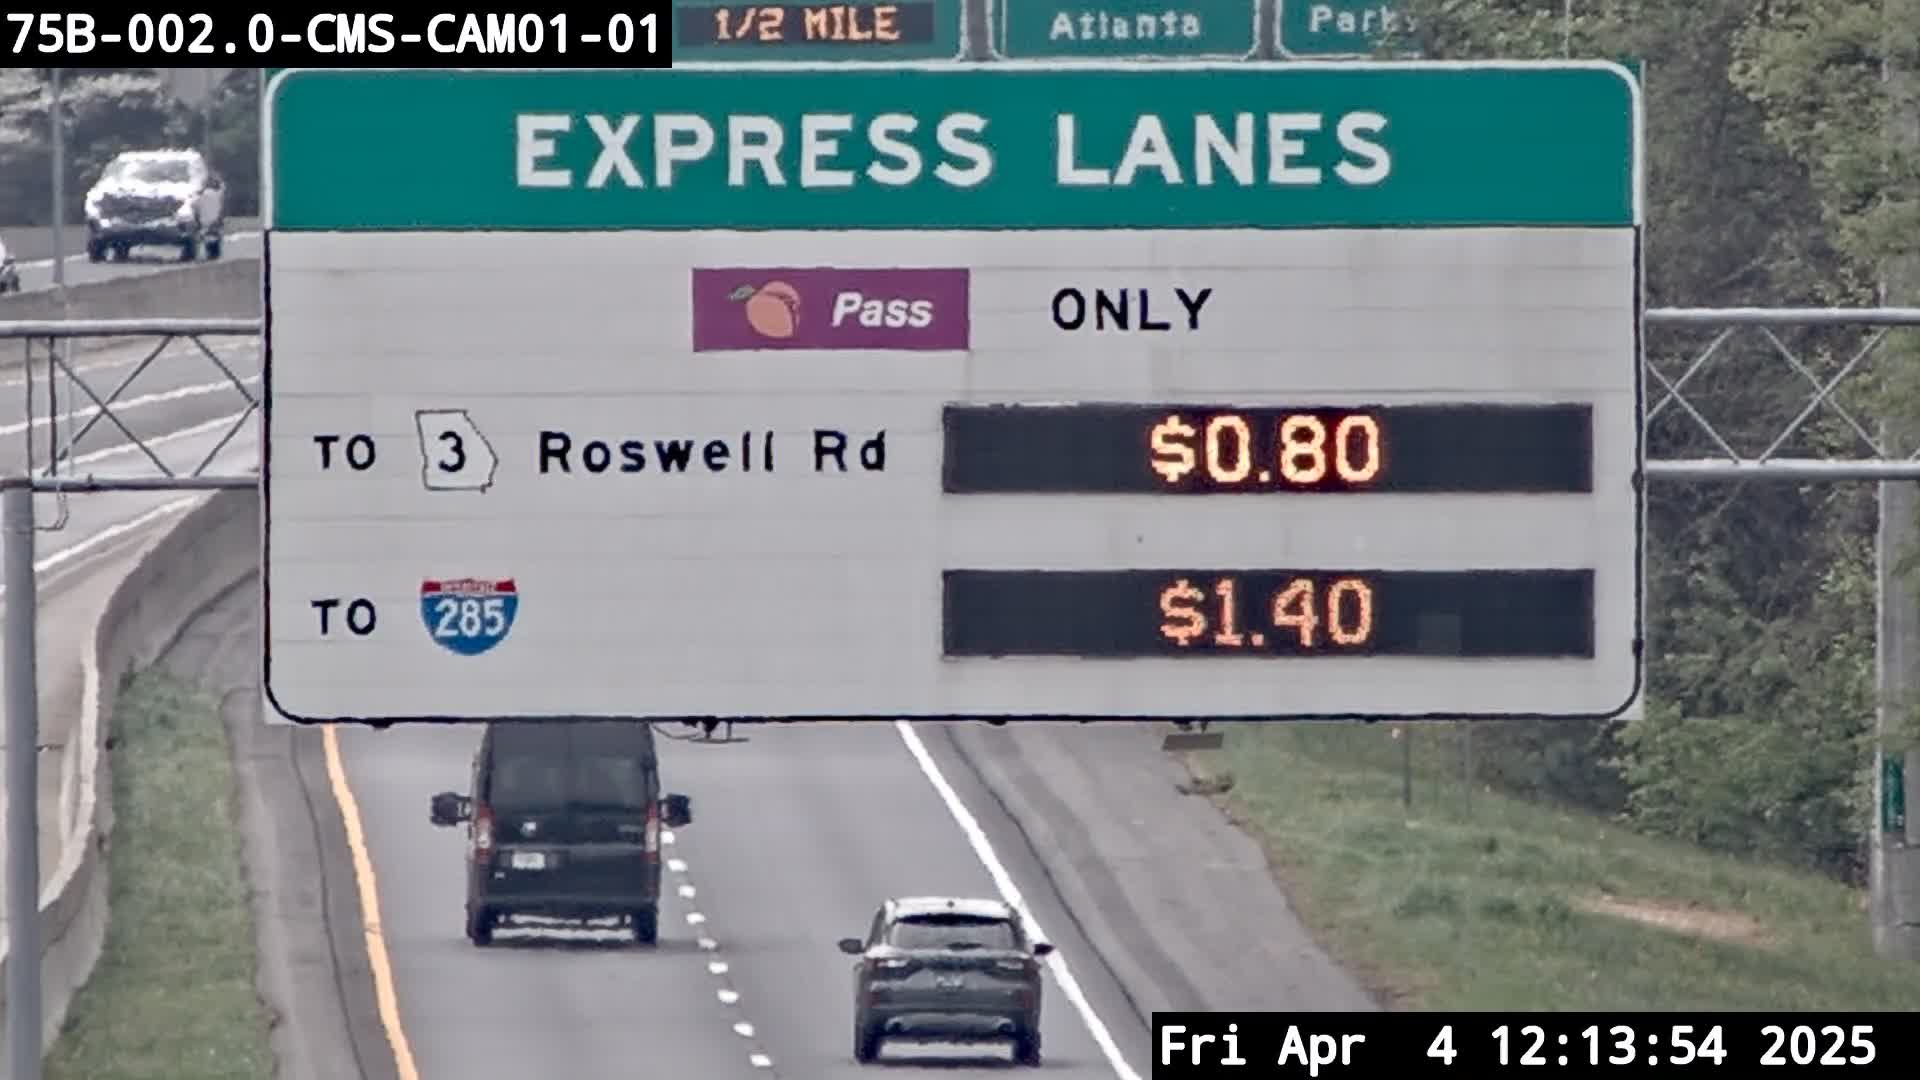 75B-002.0-CMS-CAM01-01
1/2 MILE
Atlanta
EXPRESS LANES
Pass ONLY
TO 3 Roswell Rd $0.80
TO INTERSTATE 285 $1.40
Fri Apr 4 12:13:54 2025